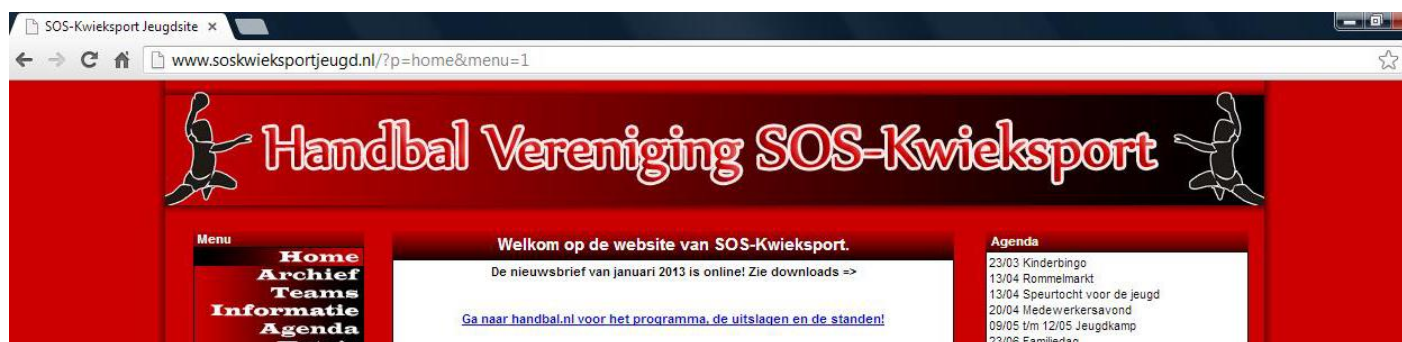 SOS-Kwieksport Jeugdsite
www.soskwieksportjeugd.nl/?p=home&menu=1
Handbal Vereniging SOS-Kwieksport
Menu
Home
Archief
Teams
Informatie
Agenda
Welkom op de website van SOS-Kwieksport.
De nieuwsbrief van januari 2013 is online! Zie downloads =>
Ga naar handbal.nl voor het programma, de uitslagen en de standen!
Agenda
23/03 Kinderbingo
13/04 Rommelmarkt
13/04 Speurtocht voor de jeugd
20/04 Medewerkersavond
09/05 t/m 12/05 Jeugdkamp
23/06 Familiedag